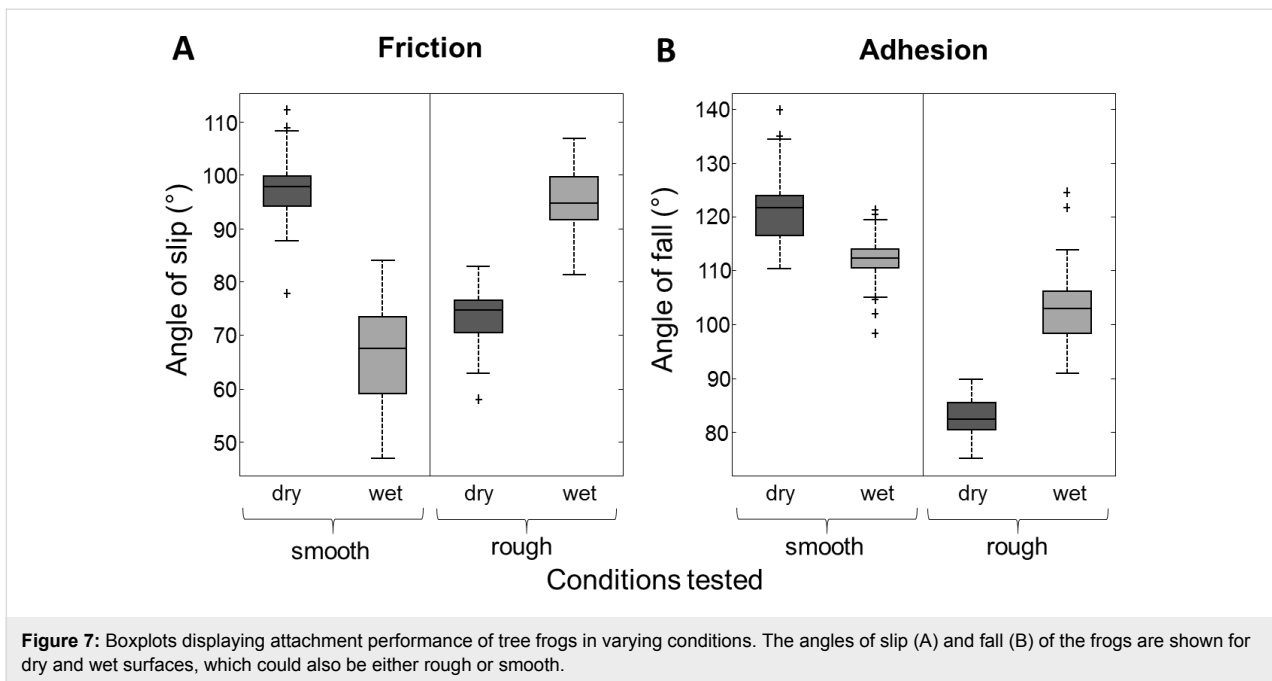 A Friction
Angle of slip (°)
110
100
90
80
70
60
50
dry wet dry wet
smooth rough
B Adhesion
Angle of fall (°)
140
130
120
110
100
90
80
dry wet dry wet
smooth rough
Conditions tested
Figure 7: Boxplots displaying attachment performance of tree frogs in varying conditions. The angles of slip (A) and fall (B) of the frogs are shown for
dry and wet surfaces, which could also be either rough or smooth.